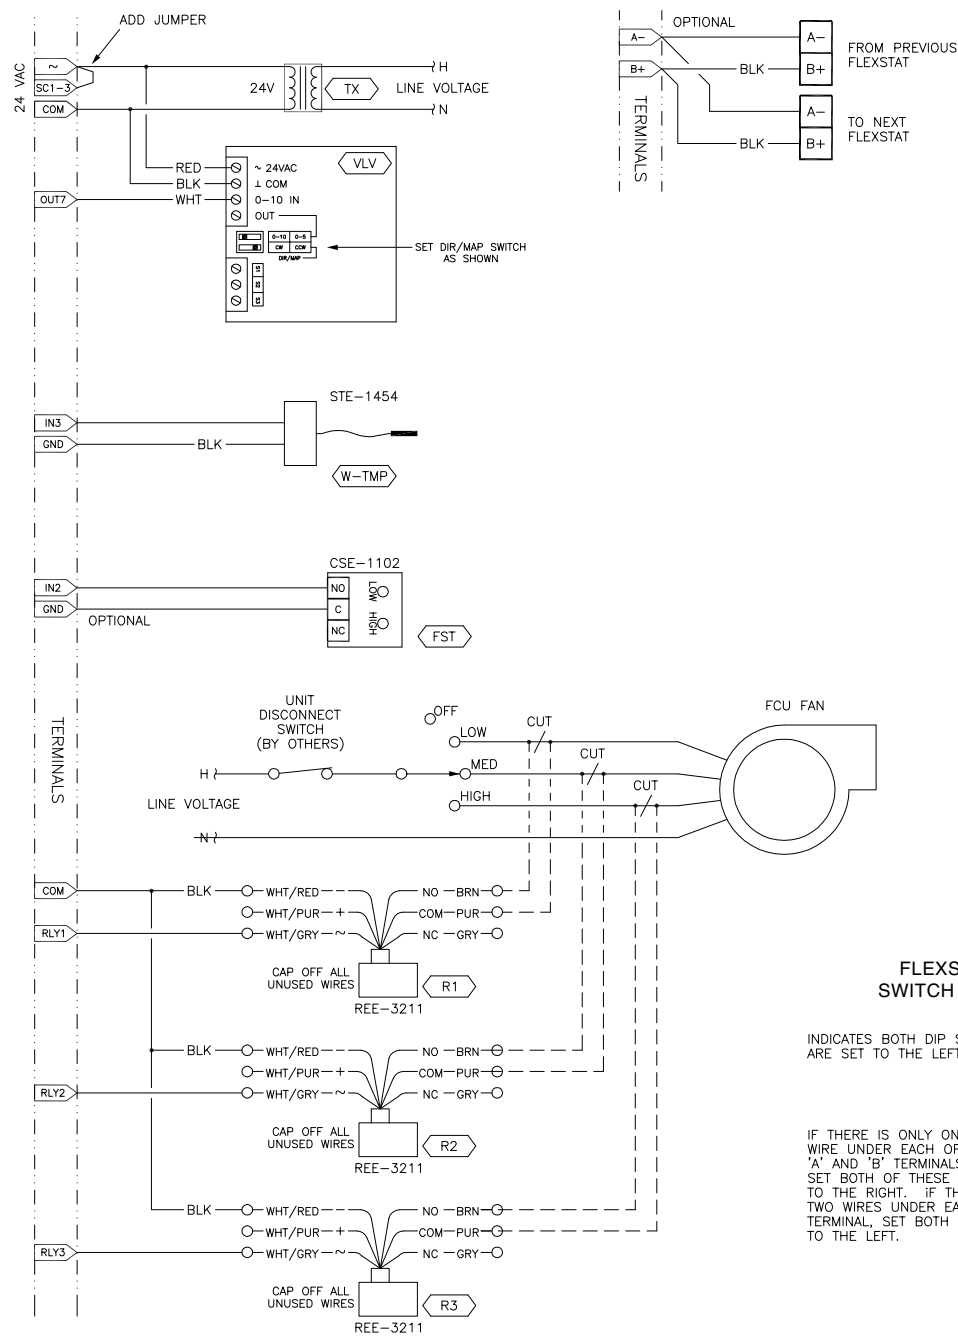 ADD JUMPER
24 VAC
~
SC1-3
COM
24V
TX
H
LINE VOLTAGE
N
RED
BLK
WHT
OUT7
~ 24VAC
⊥ COM
0-10 IN
OUT
VLV
0-10 0-5
CW CCW
DIR/MAP
S1
S2
S3
SET DIR/MAP SWITCH
AS SHOWN
OPTIONAL
A-
B+
BLK
BLK
TERMINALS
A-
B+
FROM PREVIOUS
FLEXSTAT
A-
B+
TO NEXT
FLEXSTAT
STE-1454
IN3
GND
BLK
W-TMP
CSE-1102
IN2
GND
OPTIONAL
NO
C
NC
LOW
HIGH
FST
TERMINALS
UNIT
DISCONNECT
SWITCH
(BY OTHERS)
OFF
LOW
MED
HIGH
CUT
CUT
CUT
FCU FAN
H
LINE VOLTAGE
N
COM
BLK
WHT/RED
NO BRN
WHT/PUR +
COM PUR
RLY1
WHT/GRY ~
NC GRY
CAP OFF ALL
UNUSED WIRES
R1
REE-3211
BLK
WHT/RED
NO BRN
WHT/PUR +
COM PUR
RLY2
WHT/GRY ~
NC GRY
CAP OFF ALL
UNUSED WIRES
R2
REE-3211
BLK
WHT/RED
NO BRN
WHT/PUR +
COM PUR
RLY3
WHT/GRY ~
NC GRY
CAP OFF ALL
UNUSED WIRES
R3
REE-3211
FLEXS
SWITCH
INDICATES BOTH DIP S
ARE SET TO THE LEFT
IF THERE IS ONLY ON
WIRE UNDER EACH OF
'A' AND 'B' TERMINALS
SET BOTH OF THESE
TO THE RIGHT. iF TH
TWO WIRES UNDER EA
TERMINAL, SET BOTH
TO THE LEFT.